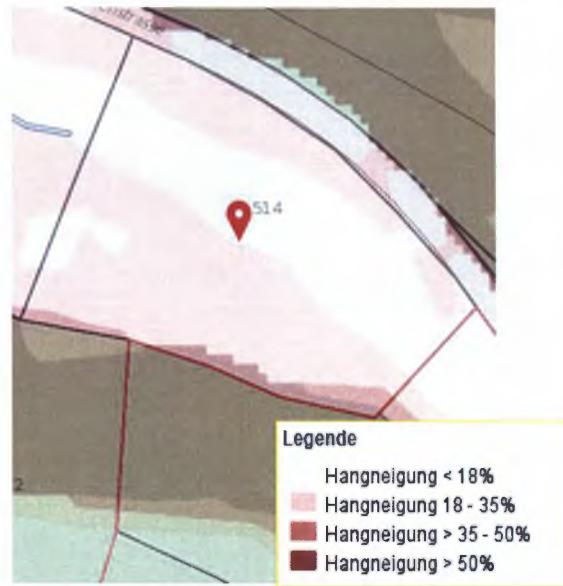 514
2
Legende
Hangneigung < 18%
Hangneigung 18 - 35%
Hangneigung > 35 - 50%
Hangneigung > 50%